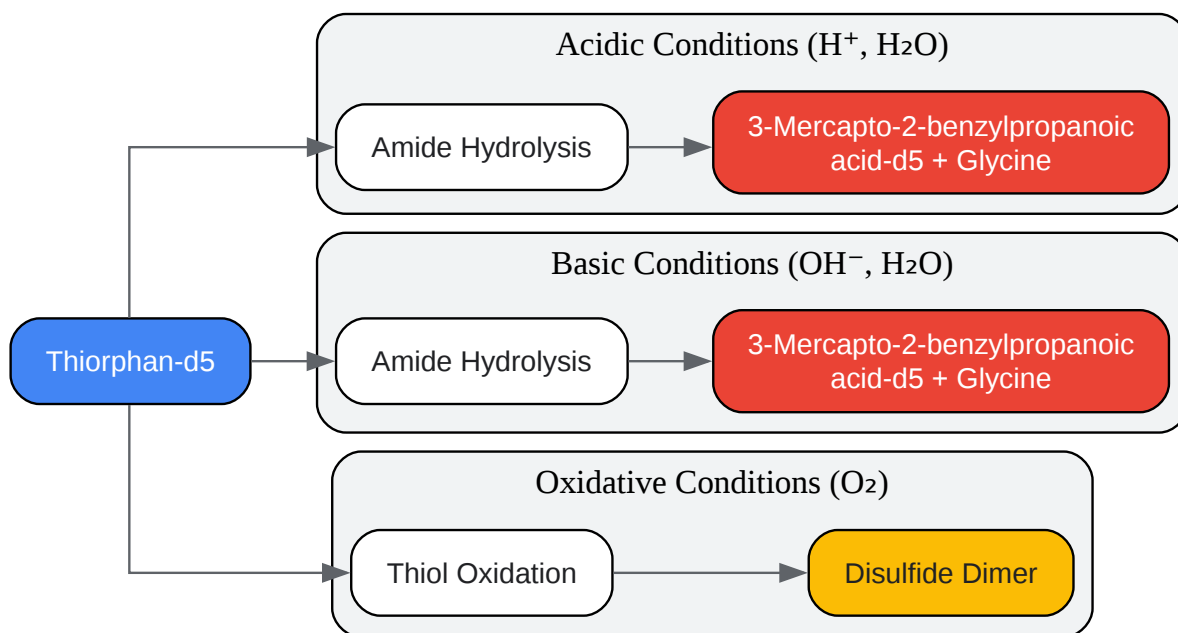 Acidic Conditions (H⁺, H₂O)
Amide Hydrolysis
3-Mercapto-2-benzylpropanoic
acid-d5 + Glycine
Basic Conditions (OH⁻, H₂O)
Thiorphan-d5
Amide Hydrolysis
3-Mercapto-2-benzylpropanoic
acid-d5 + Glycine
Oxidative Conditions (O₂)
Thiol Oxidation
Disulfide Dimer